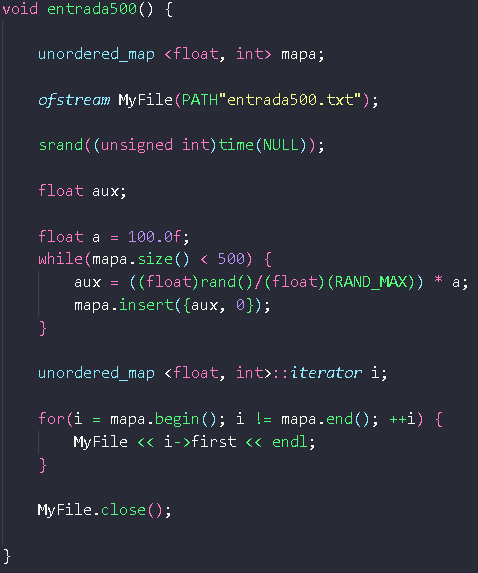 void entrada500() {
unordered_map <float, int> mapa;
ofstream MyFile(PATH"entrada500.txt");
srand((unsigned int)time(NULL));
float aux;
float a = 100.0f;
while(mapa.size() < 500) {
aux = ((float)rand()/(float)(RAND_MAX)) * a;
mapa.insert({aux, 0});
}
unordered_map <float, int>::iterator i;
for(i = mapa.begin(); i != mapa.end(); ++i) {
MyFile << i->first << endl;
}
MyFile.close();
}